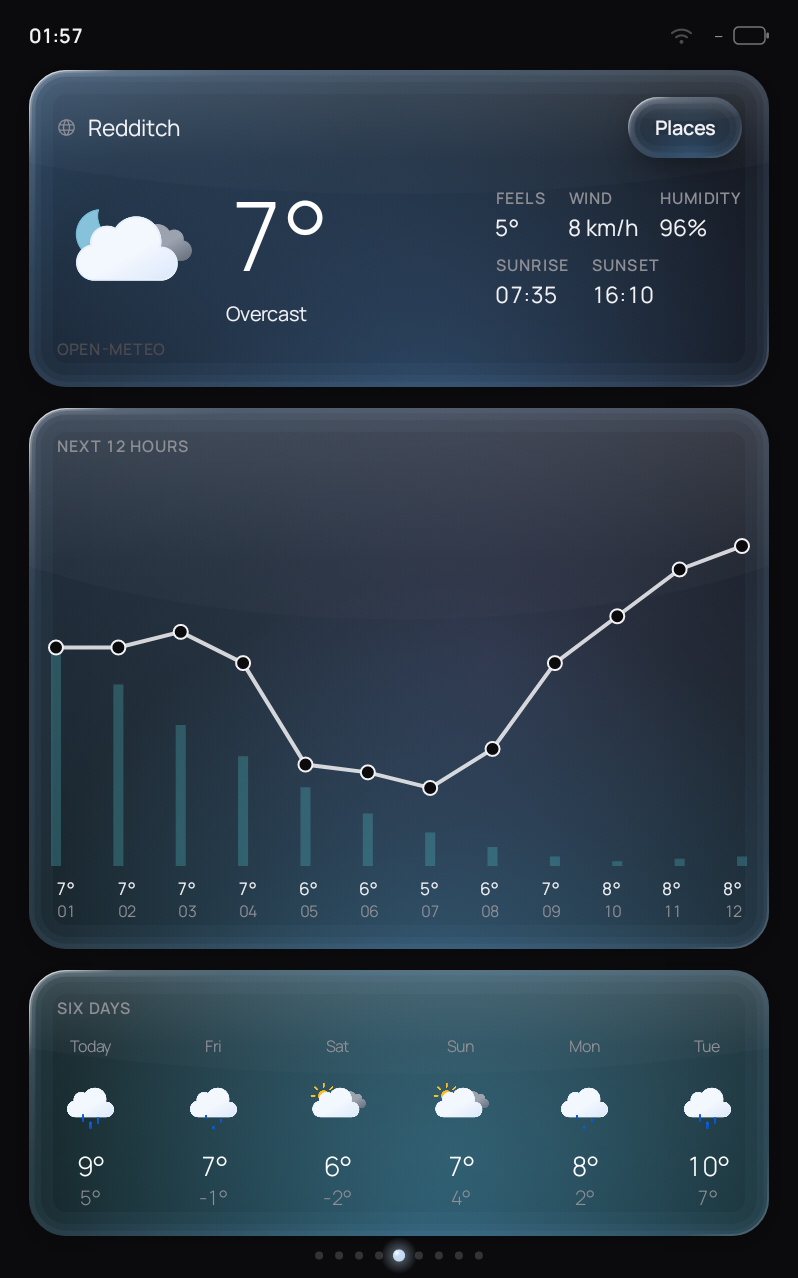 01:57
–
Redditch
Places
7°
Overcast
FEELS WIND HUMIDITY
5° 8 km/h 96%
SUNRISE SUNSET
07:35 16:10
OPEN-METEO
NEXT 12 HOURS
7° 7° 7° 7° 6° 6° 5° 6° 7° 8° 8° 8°
01 02 03 04 05 06 07 08 09 10 11 12
SIX DAYS
Today Fri Sat Sun Mon Tue
9° 7° 6° 7° 8° 10°
5° -1° -2° 4° 2° 7°